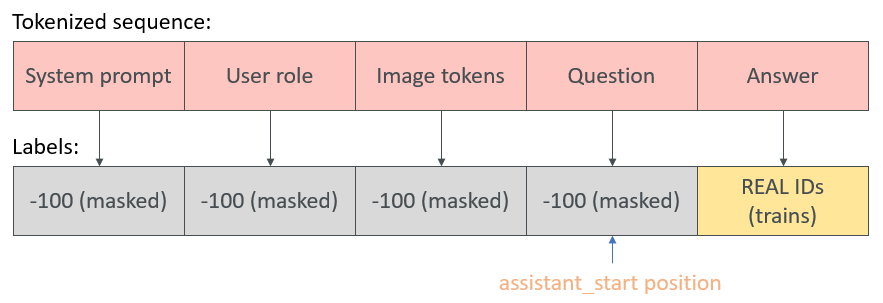 Tokenized sequence:
System prompt
User role
Image tokens
Question
Answer
Labels:
-100 (masked)
-100 (masked)
-100 (masked)
-100 (masked)
REAL IDs
(trains)
assistant_start position